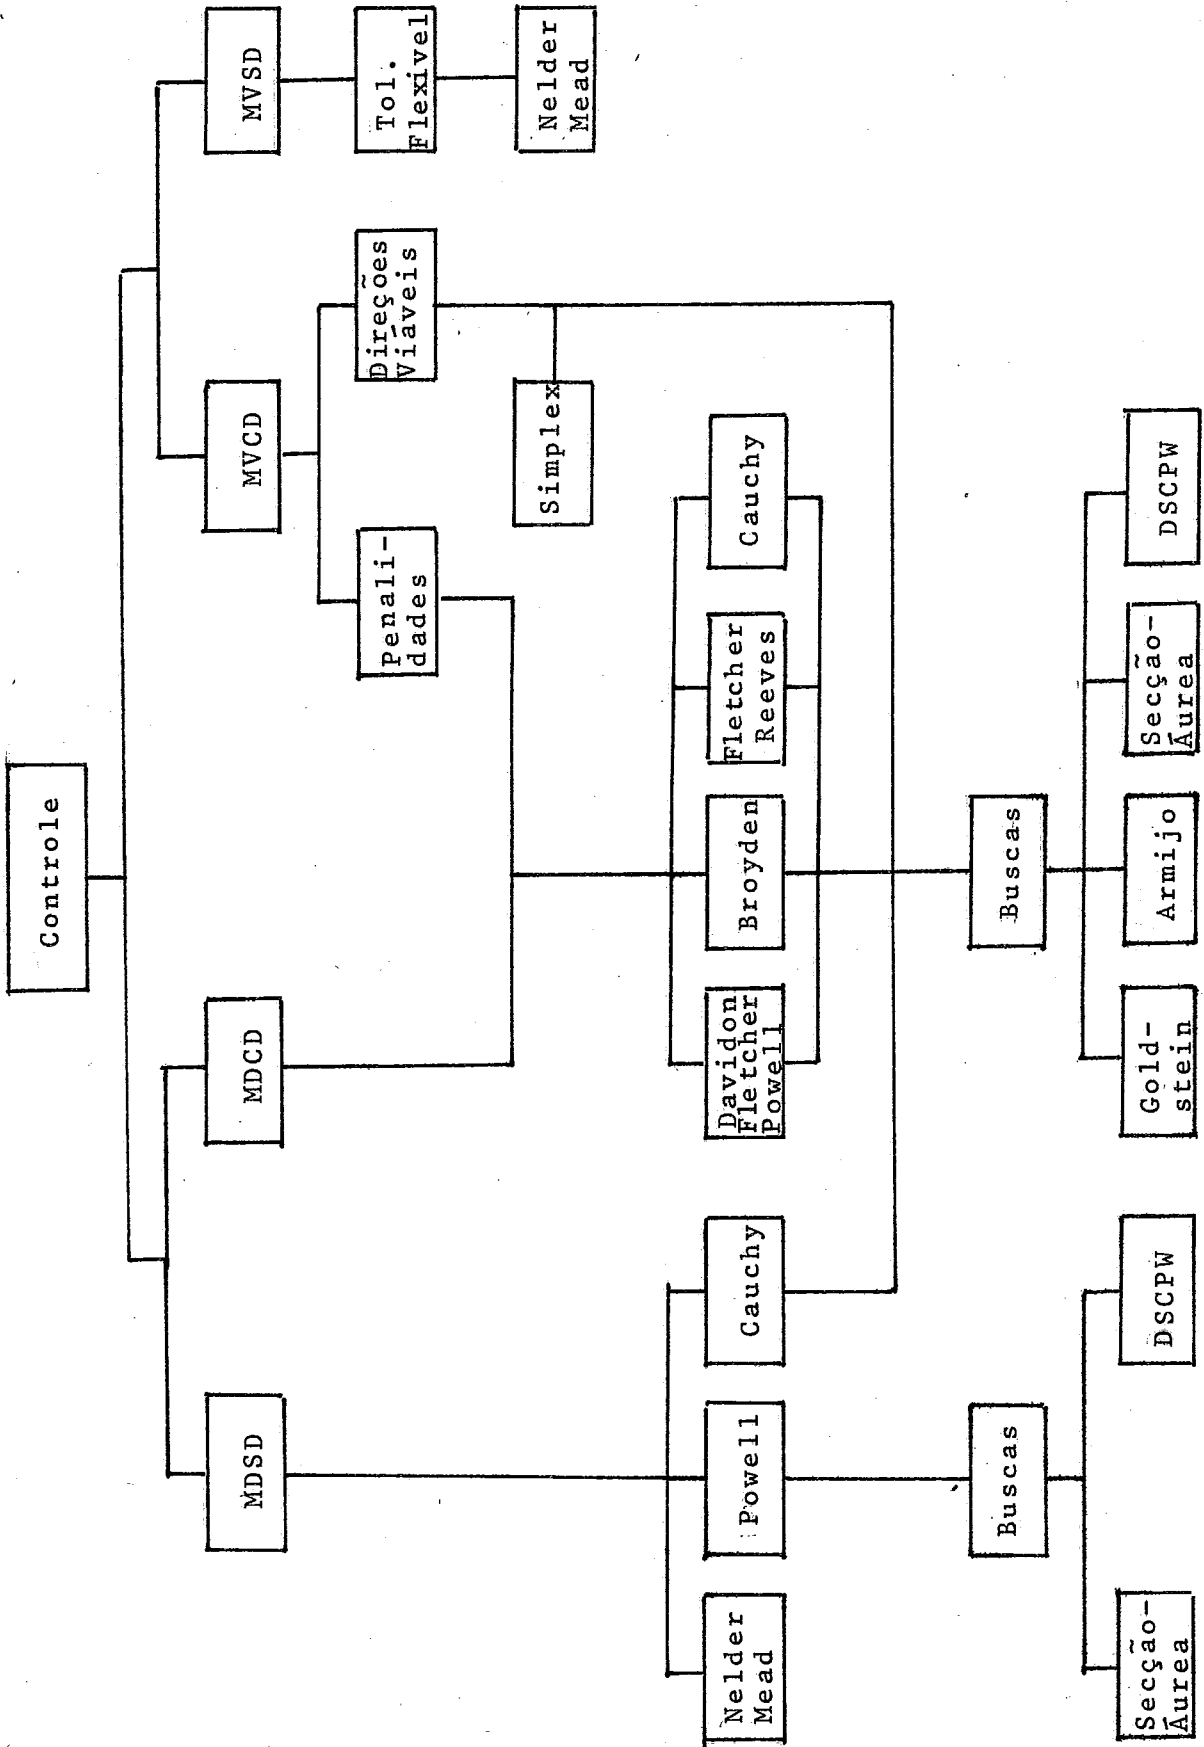 Controle
MDSD
MDCD
MVCD
MVSD
Penali-
dades
Direções
Viáveis
Tol.
Flexível
Simplex
Nelder
Mead
Nelder
Mead
Powell
Cauchy
Davidon
Fletcher
Powell
Broyden
Fletcher
Reeves
Cauchy
Buscas
Buscas
Secção-
Áurea
DSCPW
Gold-
stein
Armijo
Secção-
Áurea
DSCPW